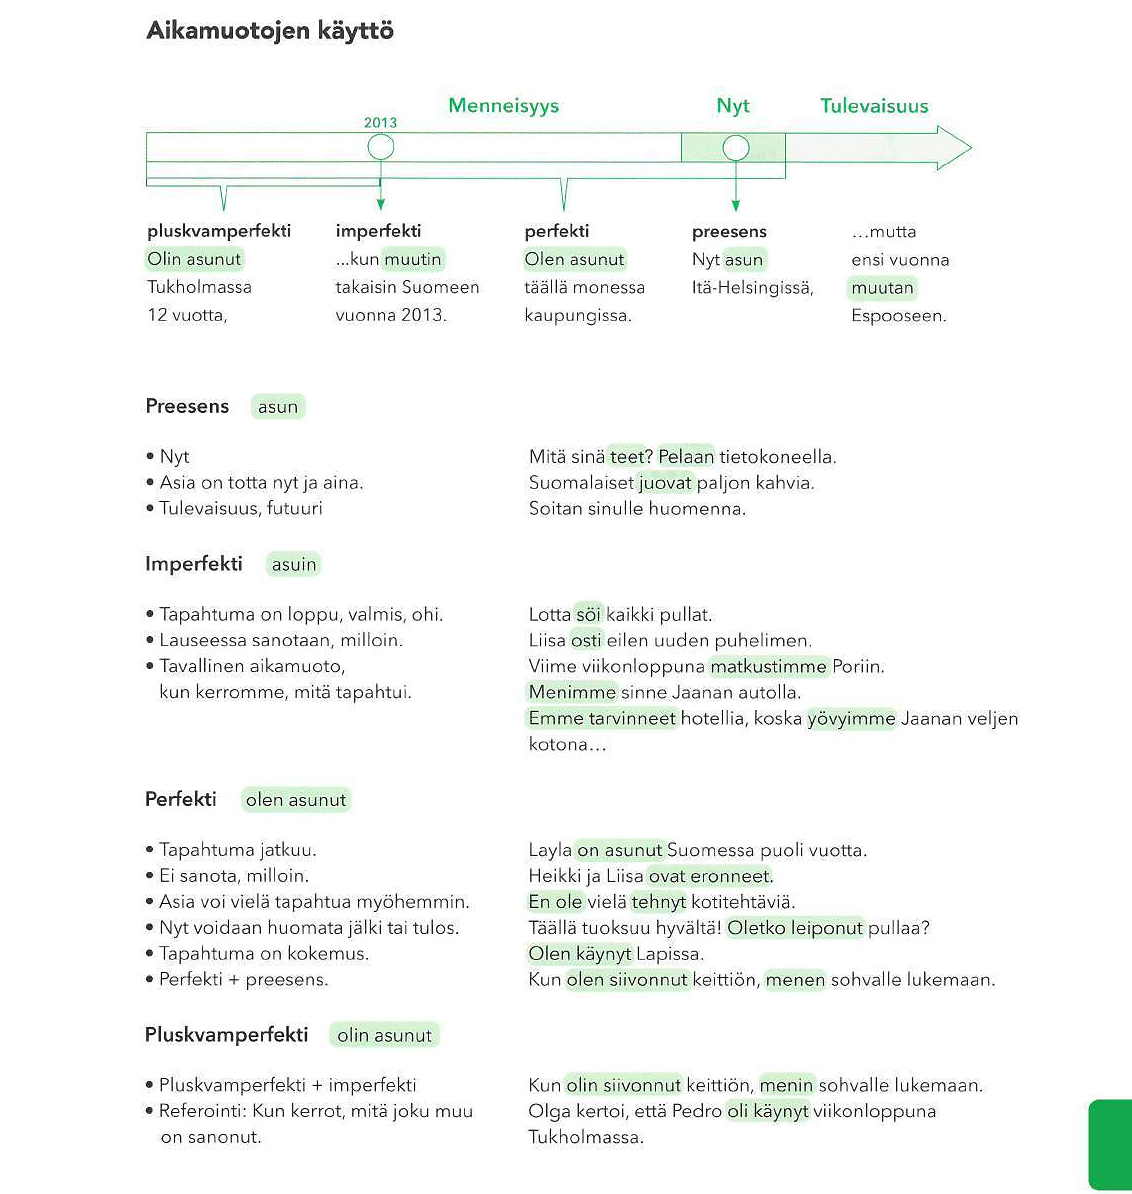 Aikamuotojen käyttö
Menneisyys Nyt Tulevaisuus
2013
pluskvamperfekti
Olin asunut
Tukholmassa
12 vuotta,
imperfekti
...kun muutin
takaisin Suomeen
vuonna 2013.
perfekti
Olen asunut
täällä monessa
kaupungissa.
preesens
Nyt asun
Itä-Helsingissä,
...mutta
ensi vuonna
muutan
Espooseen.
Preesens asun
• Nyt
Mitä sinä teet? Pelaan tietokoneella.
• Asia on totta nyt ja aina.
Suomalaiset juovat paljon kahvia.
• Tulevaisuus, futuuri
Soitan sinulle huomenna.
Imperfekti asuin
• Tapahtuma on loppu, valmis, ohi.
Lotta söi kaikki pullat.
• Lauseessa sanotaan, milloin.
Liisa osti eilen uuden puhelimen.
• Tavallinen aikamuoto,
kun kerromme, mitä tapahtui.
Viime viikonloppuna matkustimme Poriin.
Menimme sinne Jaanan autolla.
Emme tarvinneet hotellia, koska yövyimme Jaanan veljen
kotona...
Perfekti olen asunut
• Tapahtuma jatkuu.
Layla on asunut Suomessa puoli vuotta.
• Ei sanota, milloin.
Heikki ja Liisa ovat eronneet.
• Asia voi vielä tapahtua myöhemmin.
En ole vielä tehnyt kotitehtäviä.
• Nyt voidaan huomata jälki tai tulos.
Täällä tuoksuu hyvältä! Oletko leiponut pullaa?
• Tapahtuma on kokemus.
Olen käynyt Lapissa.
• Perfekti + preesens.
Kun olen siivonnut keittiön, menen sohvalle lukemaan.
Pluskvamperfekti olin asunut
• Pluskvamperfekti + imperfekti
Kun olin siivonnut keittiön, menin sohvalle lukemaan.
• Referointi: Kun kerrot, mitä joku muu
on sanonut.
Olga kertoi, että Pedro oli käynyt viikonloppuna
Tukholmassa.